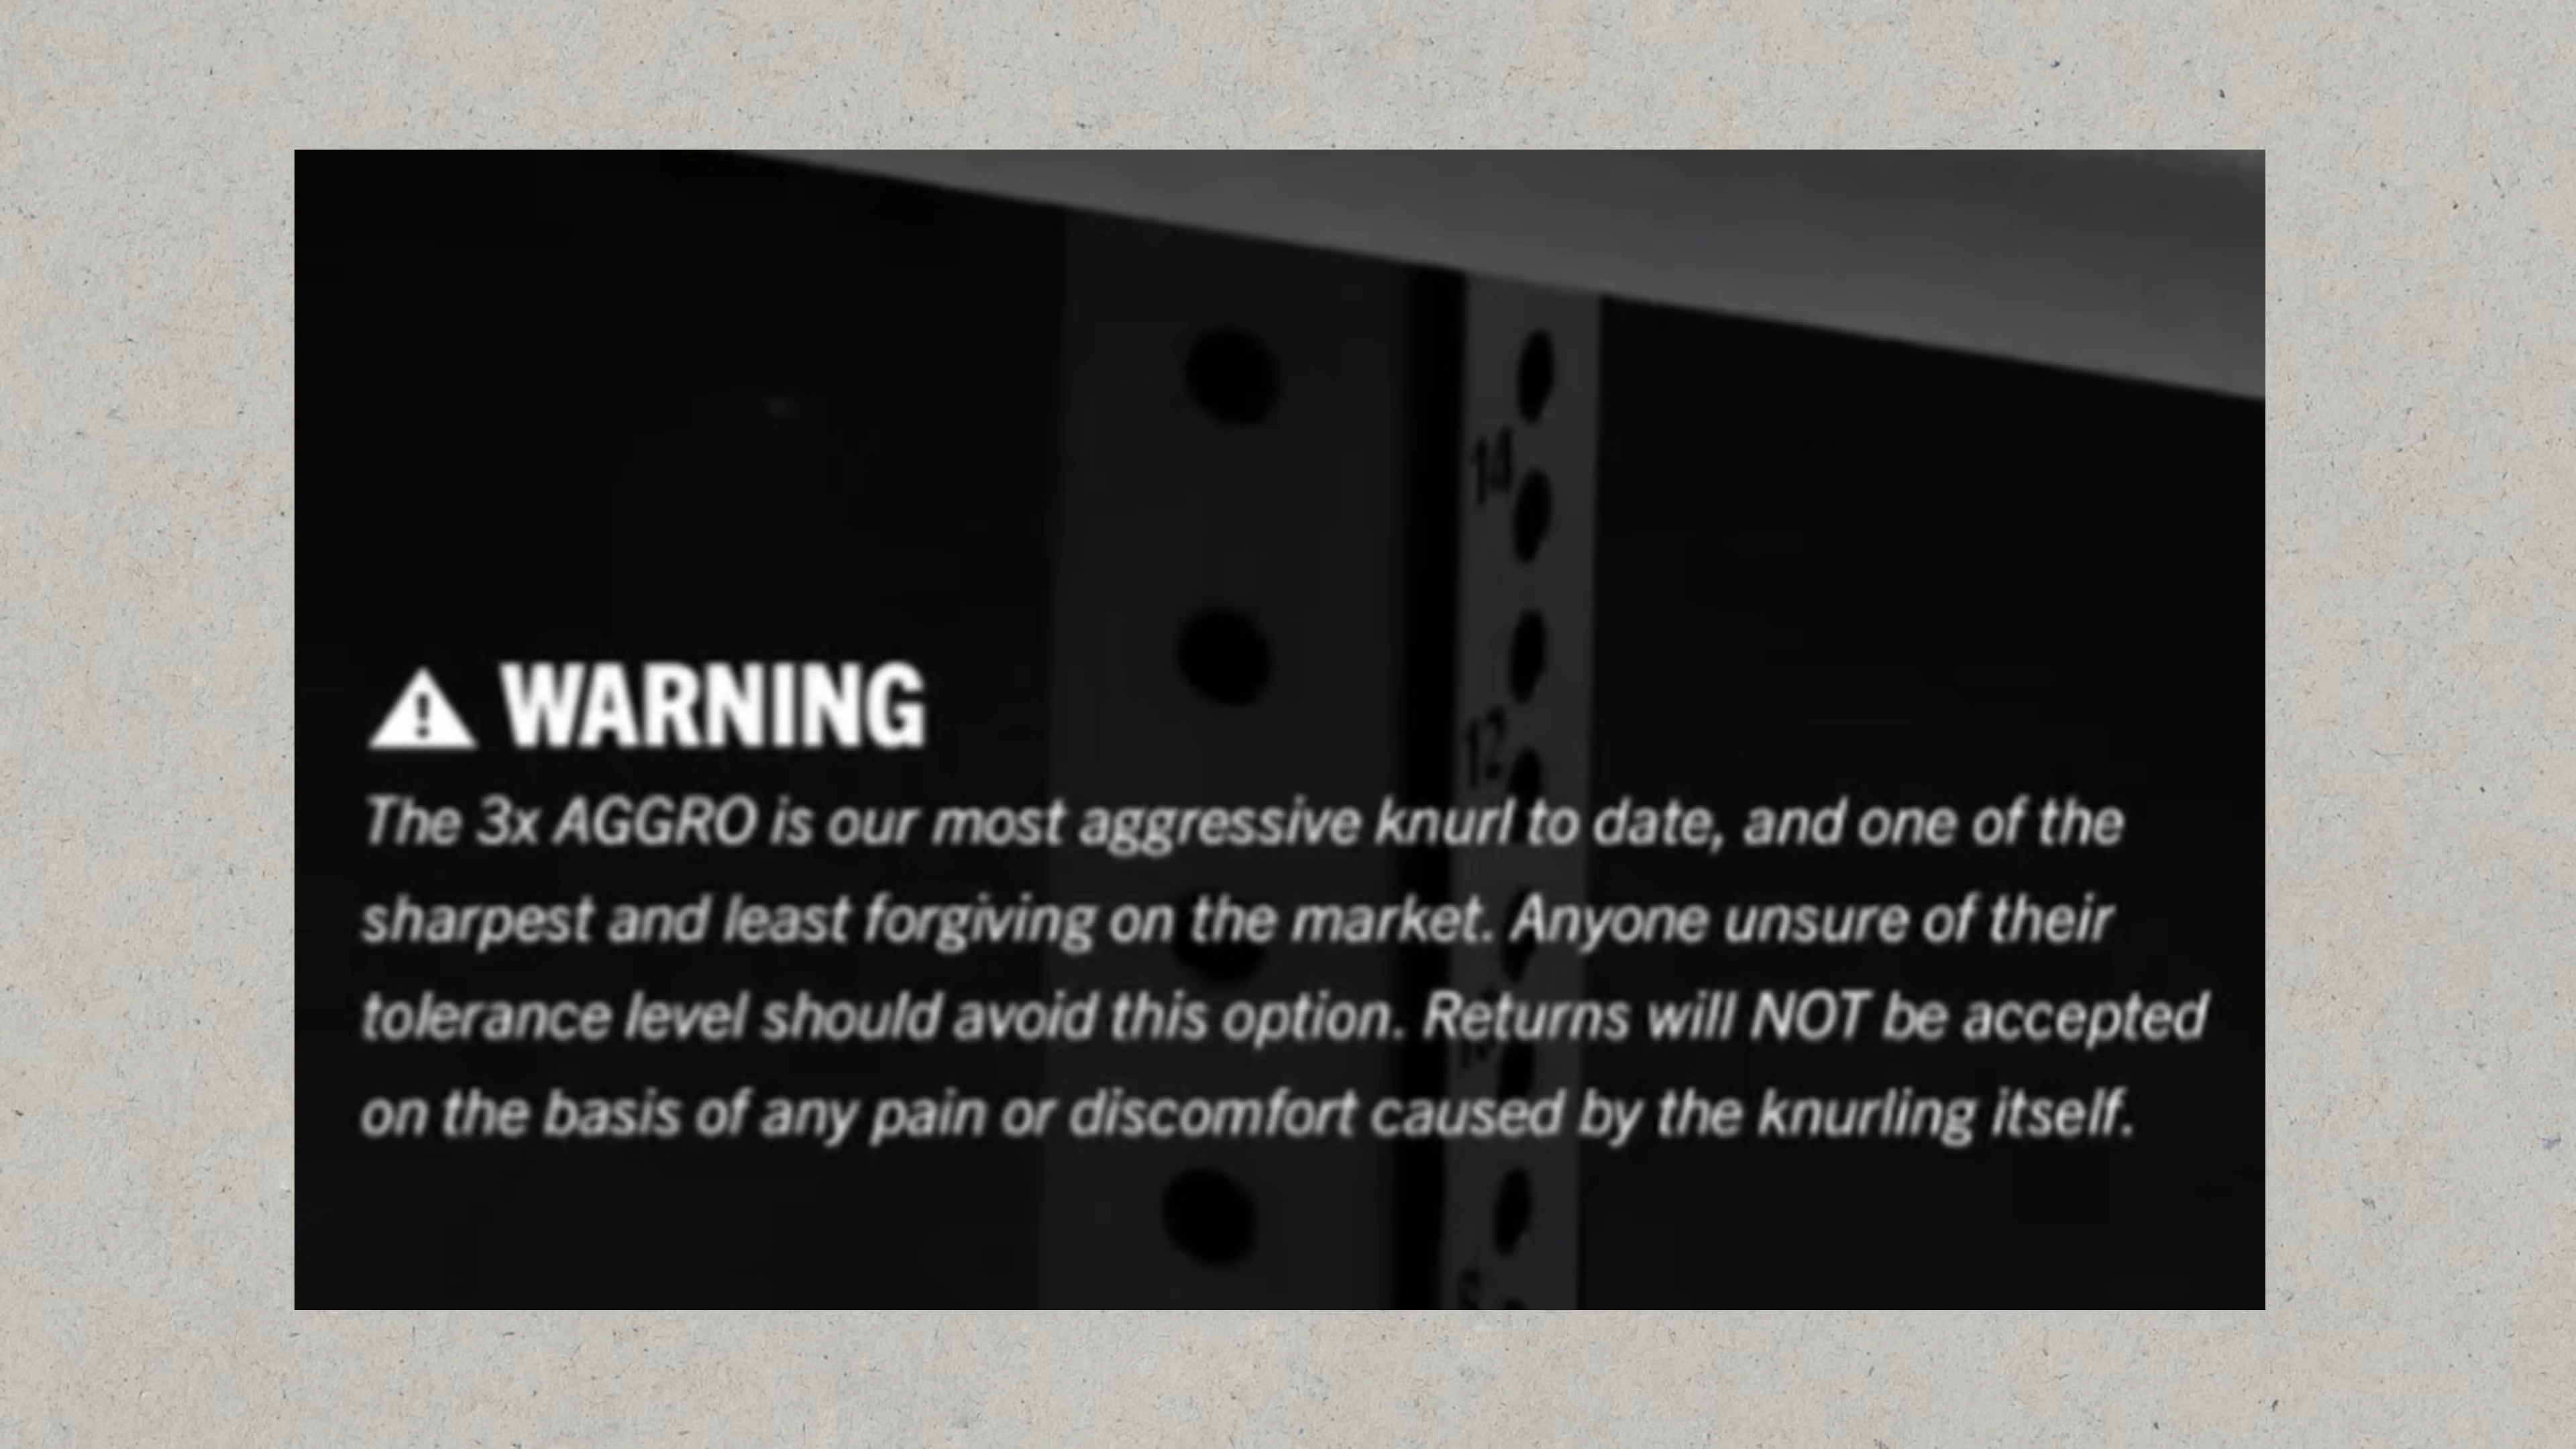 14
12
WARNING
The 3x AGGRO is our most aggressive knurl to date, and one of the
sharpest and least forgiving on the market. Anyone unsure of their
tolerance level should avoid this option. Returns will NOT be accepted
on the basis of any pain or discomfort caused by the knurling itself.